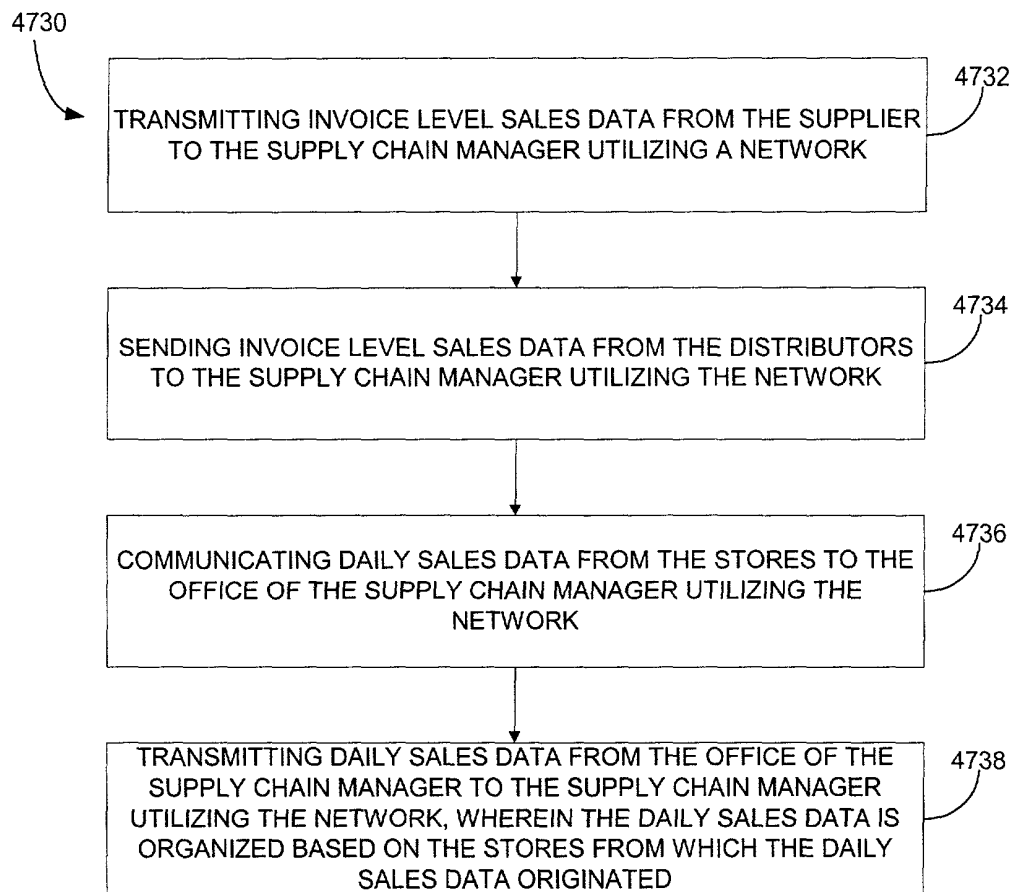 4730
4732
TRANSMITTING INVOICE LEVEL SALES DATA FROM THE SUPPLIER
TO THE SUPPLY CHAIN MANAGER UTILIZING A NETWORK
4734
SENDING INVOICE LEVEL SALES DATA FROM THE DISTRIBUTORS
TO THE SUPPLY CHAIN MANAGER UTILIZING THE NETWORK
4736
COMMUNICATING DAILY SALES DATA FROM THE STORES TO THE
OFFICE OF THE SUPPLY CHAIN MANAGER UTILIZING THE
NETWORK
4738
TRANSMITTING DAILY SALES DATA FROM THE OFFICE OF THE
SUPPLY CHAIN MANAGER TO THE SUPPLY CHAIN MANAGER
UTILIZING THE NETWORK, WHEREIN THE DAILY SALES DATA IS
ORGANIZED BASED ON THE STORES FROM WHICH THE DAILY
SALES DATA ORIGINATED